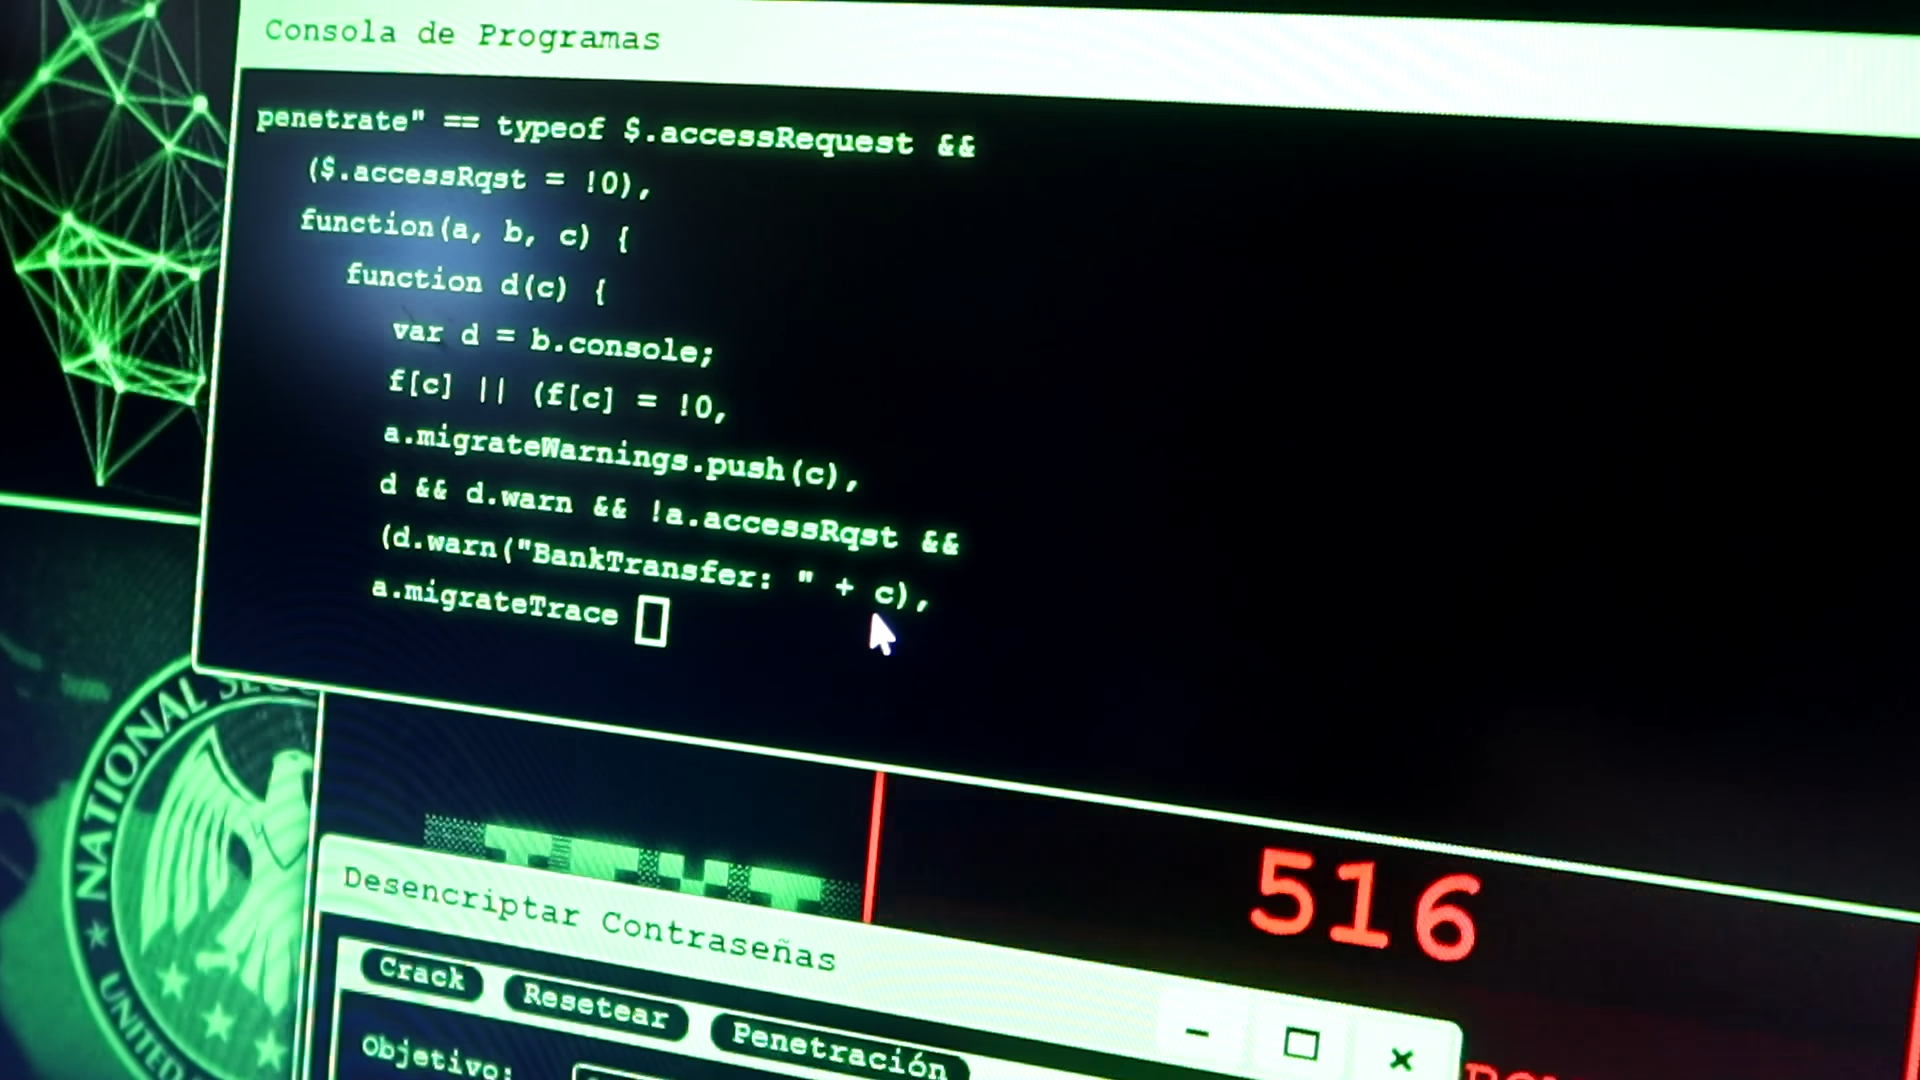 Consola de Programas
penetrate" == typeof $.accessRequest &&
($.accessRqst = !0),
function(a, b, c) {
function d(c) {
var d = b.console;
f[c] || (f[c] = !0,
a.migrateWarnings.push(c),
d && d.warn && !a.accessRqst &&
(d.warn("BankTransfer: " + c),
a.migrateTrace
NATIONAL
UNITED
516
Desencriptar Contraseñas
Crack
Resetear
Penetración
Objetivo: